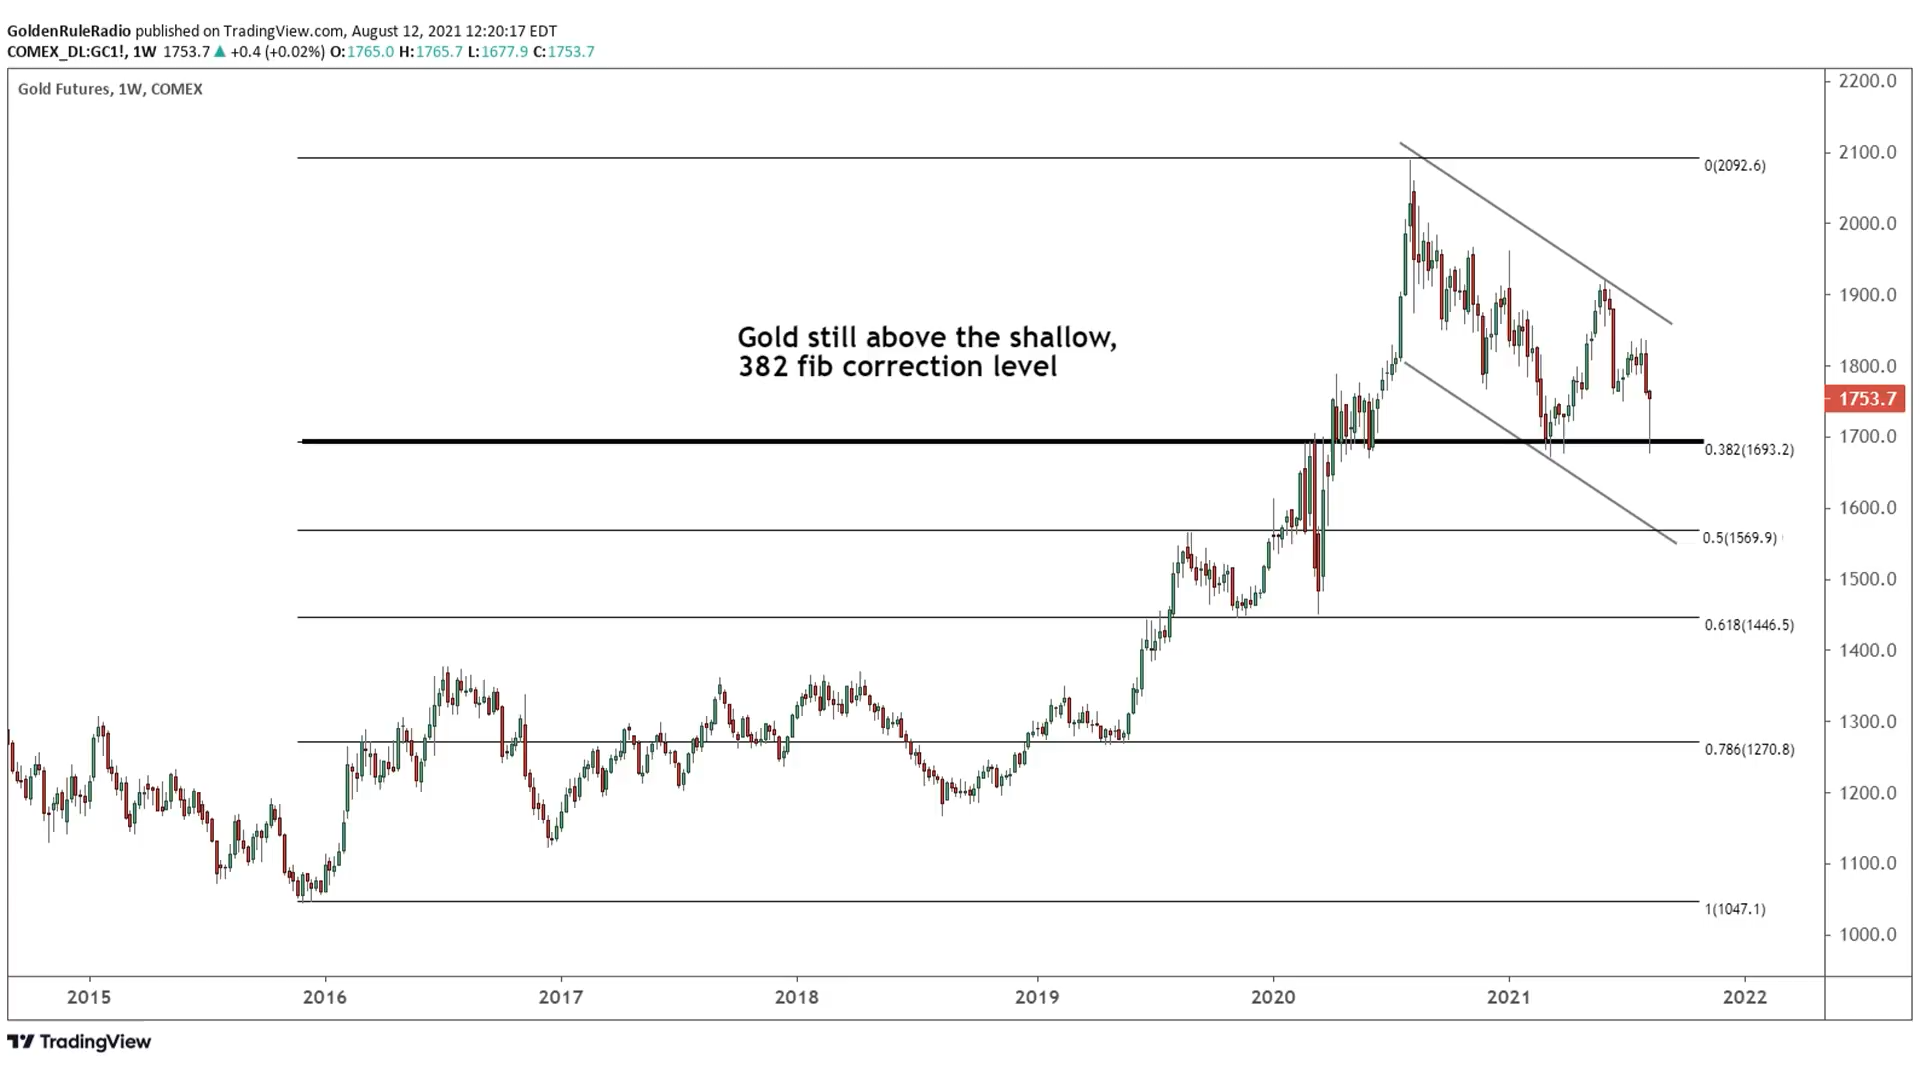 GoldenRuleRadio published on TradingView.com, August 12, 2021 12:20:17 EDT
COMEX_DL:GC1!, 1W 1753.7 ▲ +0.4 (+0.02%) O:1765.0 H:1765.7 L:1677.9 C:1753.7
Gold Futures, 1W, COMEX
2200.0
2100.0
0(2092.6)
2000.0
1900.0
Gold still above the shallow,
382 fib correction level
1800.0
1753.7
1700.0
0.382(1693.2)
1600.0
0.5(1569.9)
1500.0
0.618(1446.5)
1400.0
1300.0
0.786(1270.8)
1200.0
1100.0
1(1047.1)
1000.0
2015 2016 2017 2018 2019 2020 2021 2022
TradingView